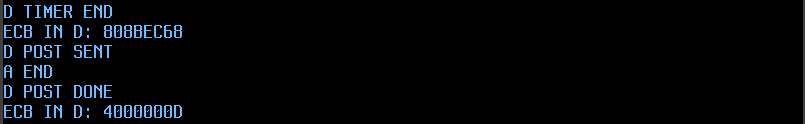 D TIMER END
ECB IN D: 808BEC68
D POST SENT
A END
D POST DONE
ECB IN D: 4000000D